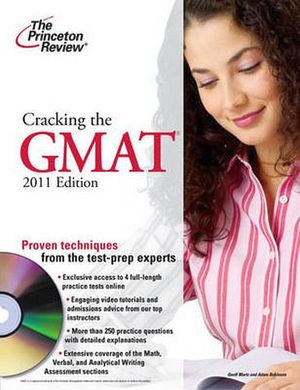 The
Princeton
Review®
Cracking the
GMAT®
2011 Edition
Proven techniques
from the test-prep experts
• Exclusive access to 4 full-length
practice tests online
• Engaging video tutorials and
admissions advice from our top
instructors
• More than 250 practice questions
with detailed explanations
• Extensive coverage of the Math,
Verbal, and Analytical Writing
Assessment sections
Geoff Martz and Adam Robinson